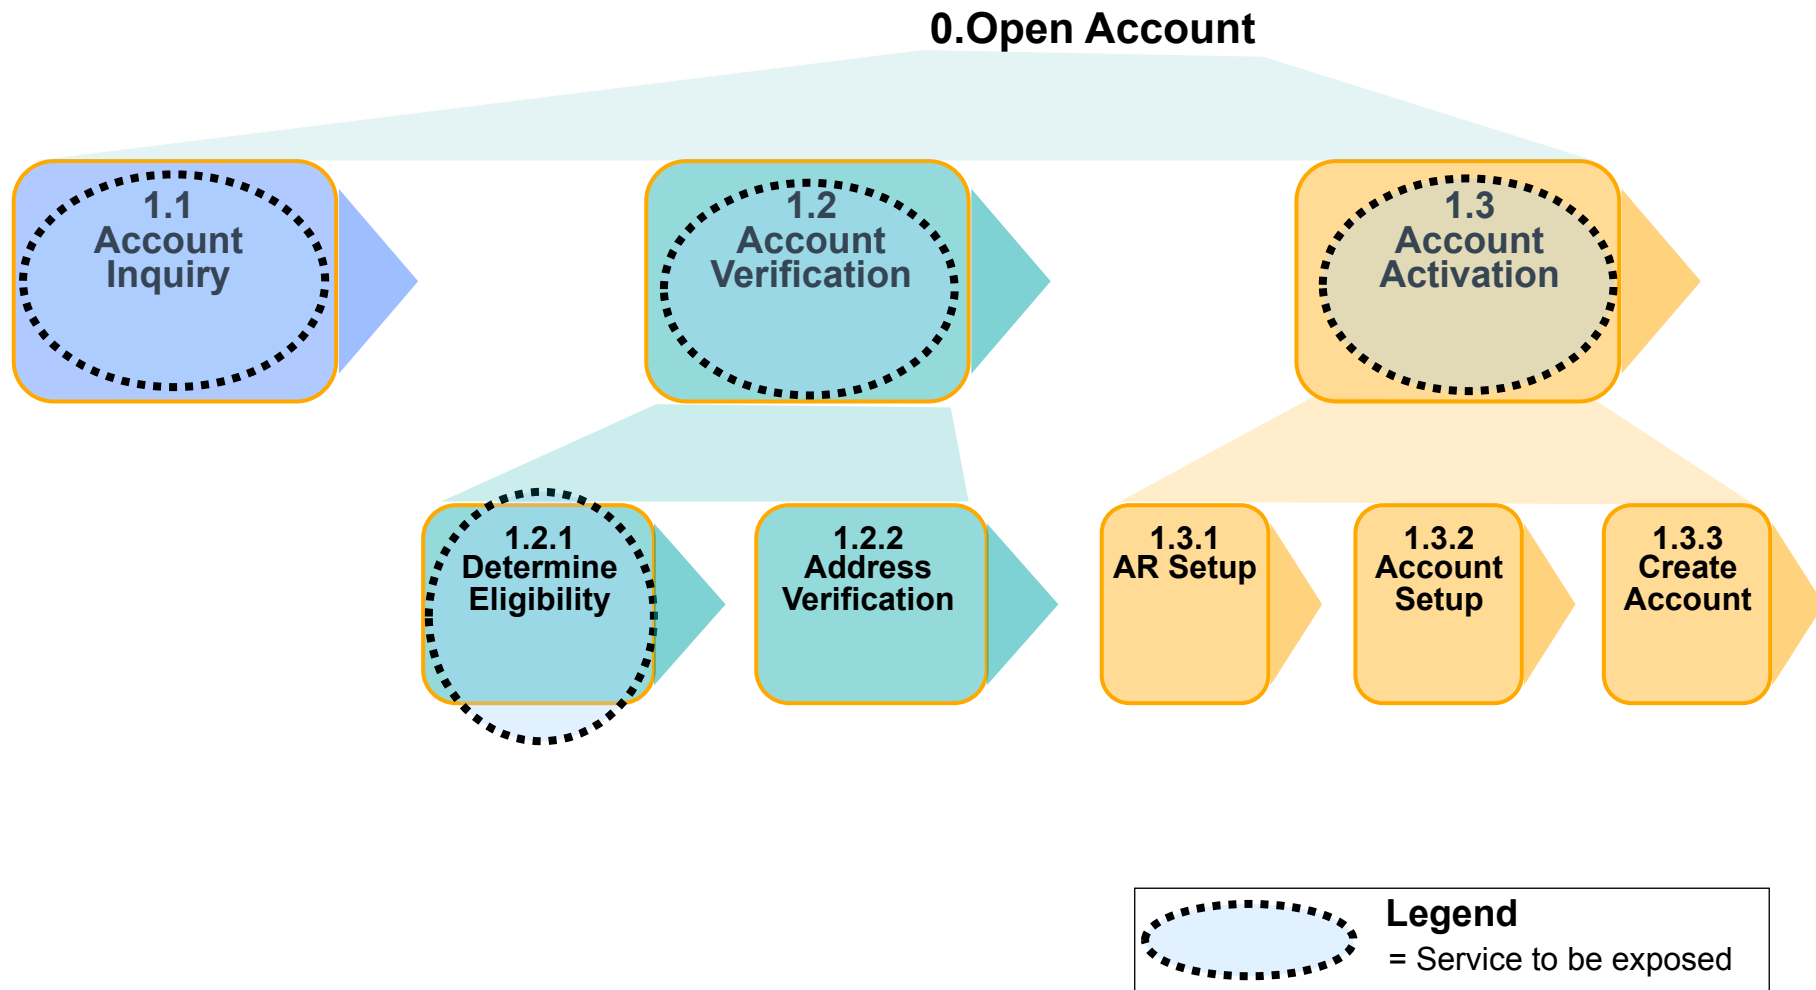 0.Open Account
1.1
Account
Inquiry
1.2
Account
Verification
1.3
Account
Activation
1.2.1
Determine
Eligibility
1.2.2
Address
Verification
1.3.1
AR Setup
1.3.2
Account
Setup
1.3.3
Create
Account
Legend
= Service to be exposed